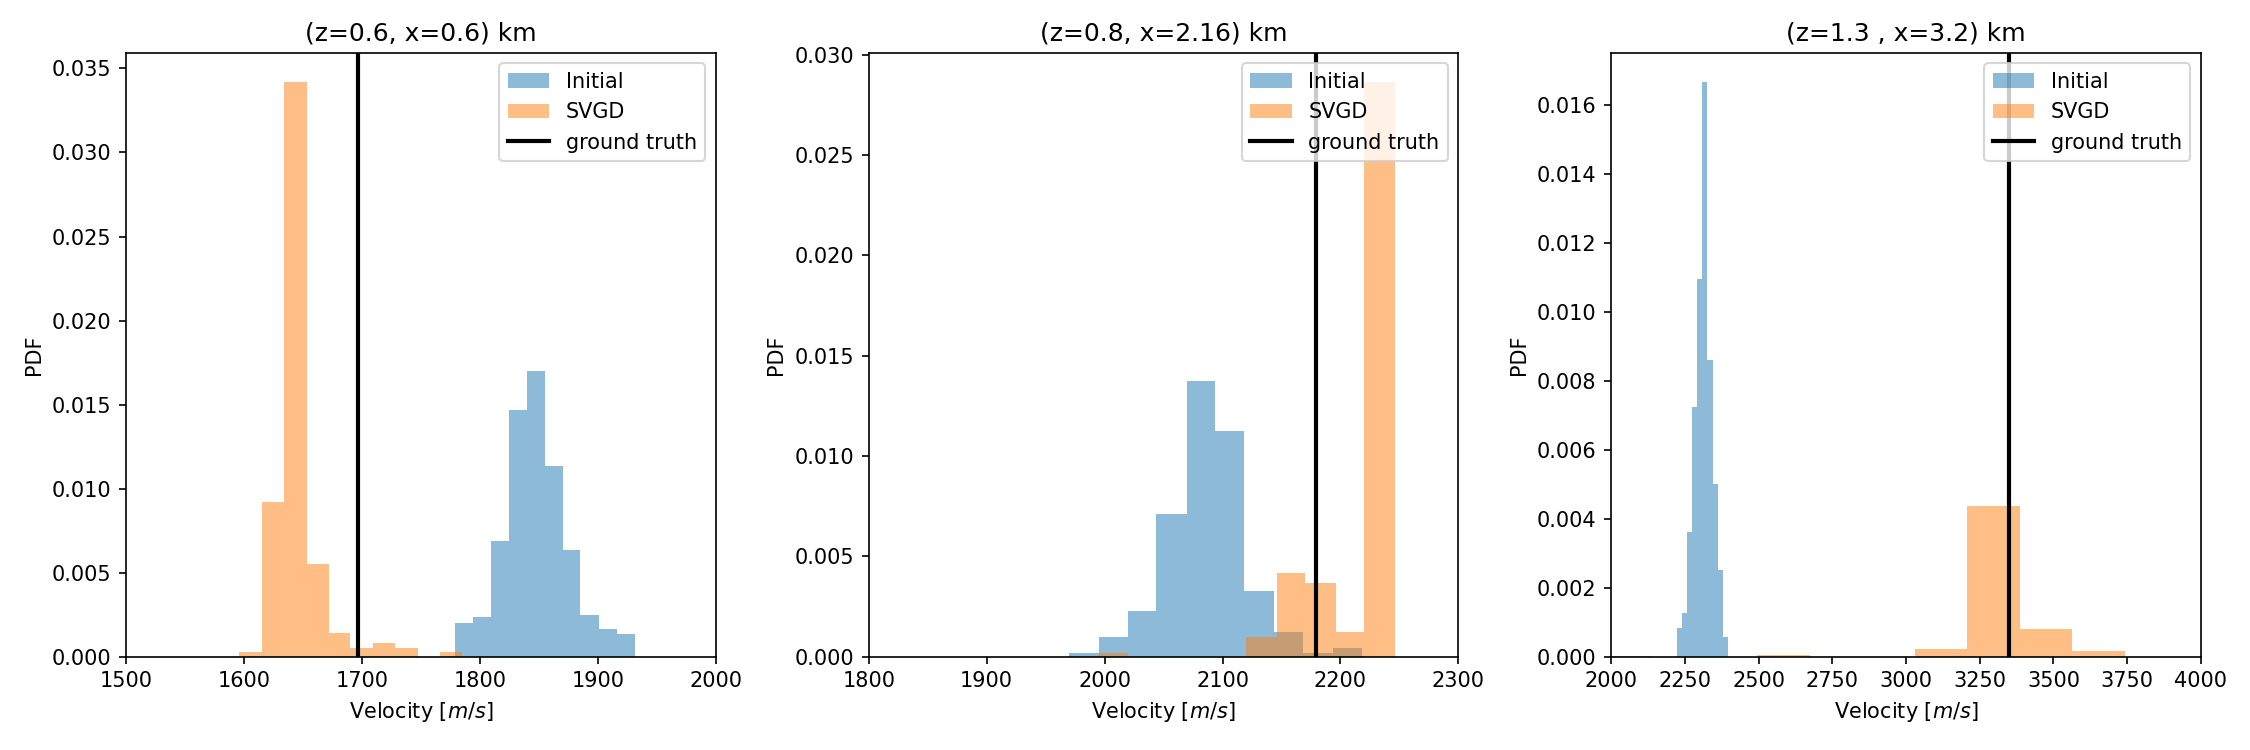 (z=0.6, x=0.6) km
0.035
0.030
0.025
0.020
0.015
0.010
0.005
0.000
PDF
1500 1600 1700 1800 1900 2000
Velocity [m/s]
Initial
SVGD
ground truth
(z=0.8, x=2.16) km
0.030
0.025
0.020
0.015
0.010
0.005
0.000
PDF
1800 1900 2000 2100 2200 2300
Velocity [m/s]
Initial
SVGD
ground truth
(z=1.3 , x=3.2) km
0.016
0.014
0.012
0.010
0.008
0.006
0.004
0.002
0.000
PDF
2000 2250 2500 2750 3000 3250 3500 3750 4000
Velocity [m/s]
Initial
SVGD
ground truth